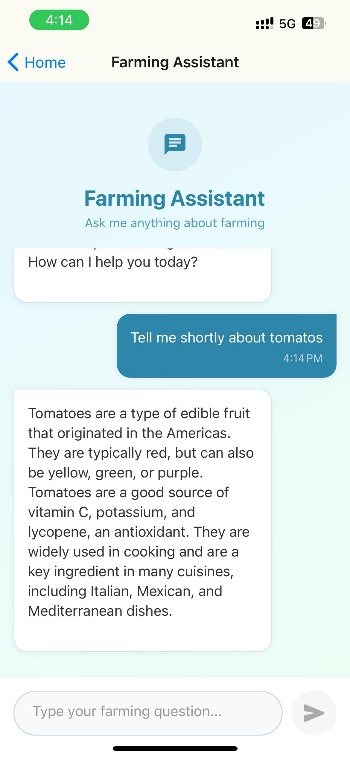 4:14
5G 49
Home
Farming Assistant
Farming Assistant
Ask me anything about farming
How can I help you today?
Tell me shortly about tomatos
4:14 PM
Tomatoes are a type of edible fruit
that originated in the Americas.
They are typically red, but can also
be yellow, green, or purple.
Tomatoes are a good source of
vitamin C, potassium, and
lycopene, an antioxidant. They are
widely used in cooking and are a
key ingredient in many cuisines,
including Italian, Mexican, and
Mediterranean dishes.
Type your farming question...